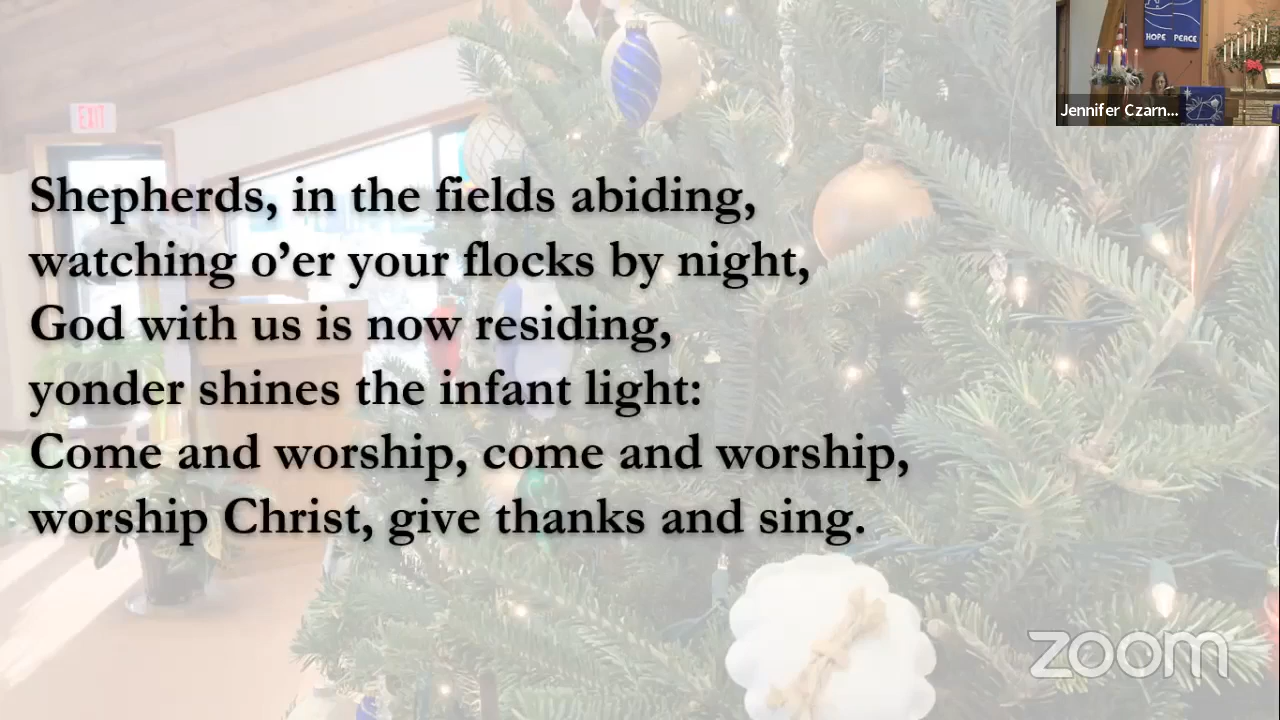 HOPE PEACE
Jennifer Czarn...
EXIT
Shepherds, in the fields abiding,
watching o’er your flocks by night,
God with us is now residing,
yonder shines the infant light:
Come and worship, come and worship,
worship Christ, give thanks and sing.
zoom